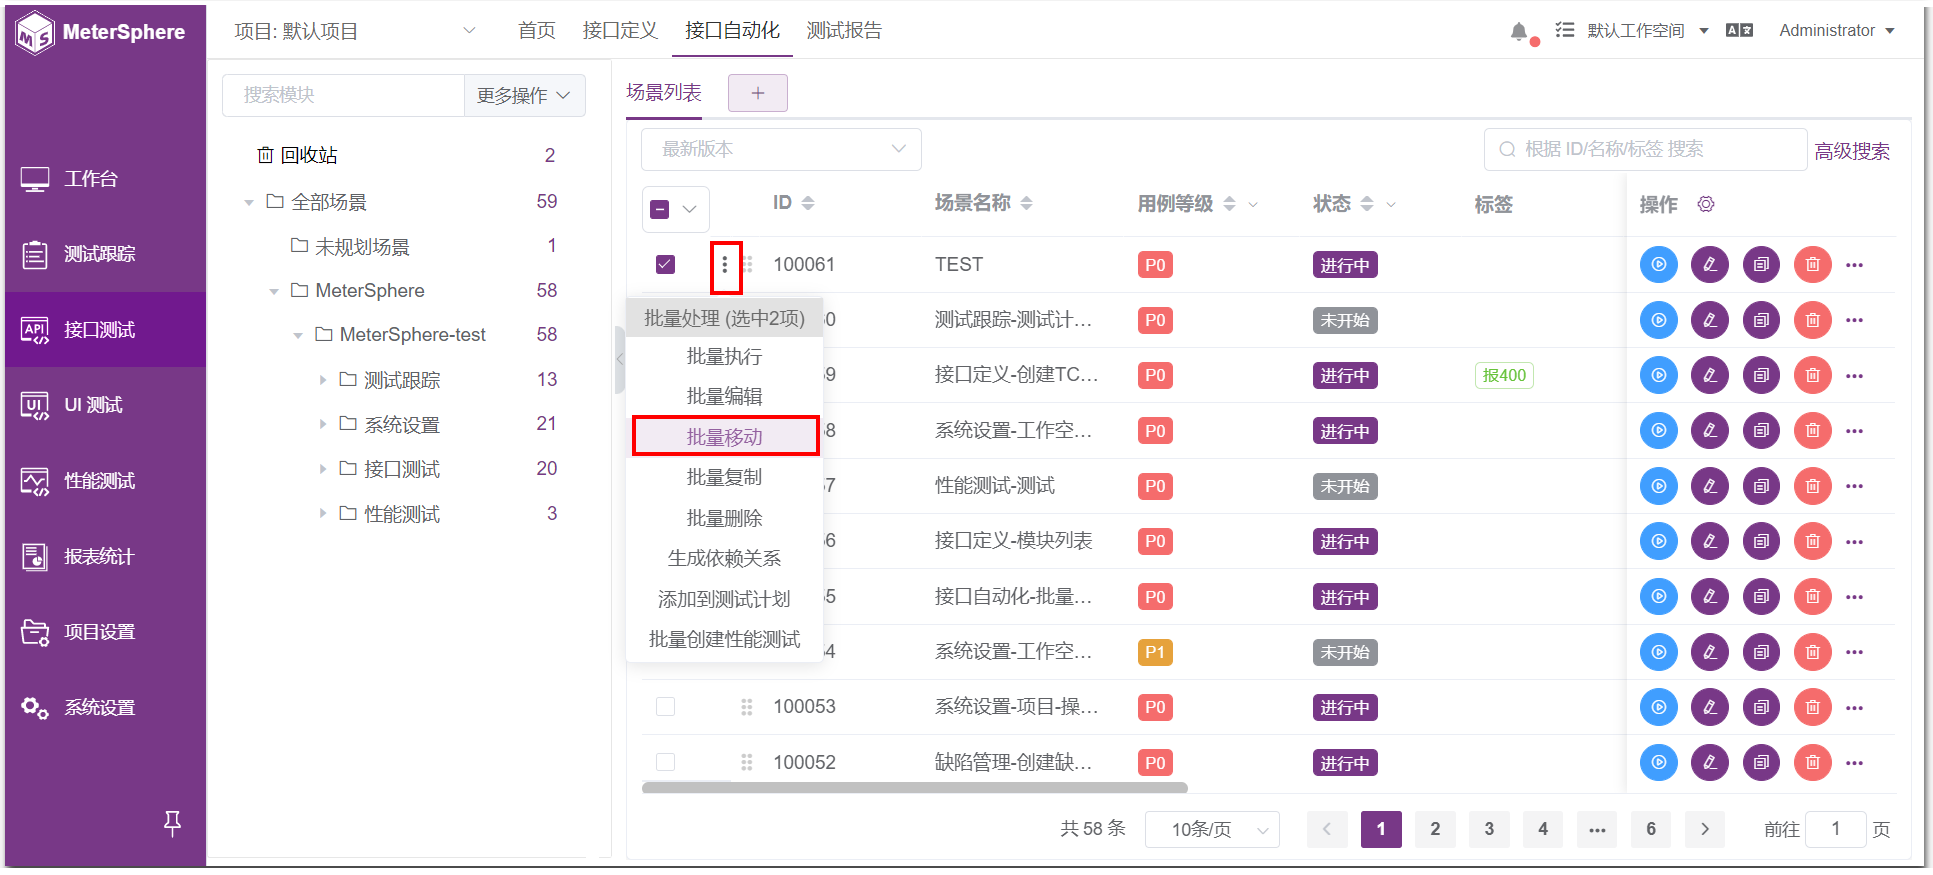 MeterSphere
项目: 默认项目
首页
接口定义
接口自动化
测试报告
默认工作空间
Administrator
工作台
测试跟踪
接口测试
UI 测试
性能测试
报表统计
项目设置
系统设置
搜索模块
更多操作
回收站 2
全部场景 59
未规划场景 1
MeterSphere 58
MeterSphere-test 58
测试跟踪 13
系统设置 21
接口测试 20
性能测试 3
场景列表
+
最新版本
根据 ID/名称/标签 搜索
高级搜索
ID 场景名称 用例等级 状态 标签 操作
100061 TEST P0 进行中
0 测试跟踪-测试计... P0 未开始
59 接口定义-创建TC... P0 进行中 报400
8 系统设置-工作空... P0 进行中
7 性能测试-测试 P0 未开始
6 接口定义-模块列表 P0 进行中
5 接口自动化-批量... P0 进行中
4 系统设置-工作空... P1 未开始
100053 系统设置-项目-操... P0 进行中
100052 缺陷管理-创建缺... P0 进行中
批量处理 (选中2项)
批量执行
批量编辑
批量移动
批量复制
批量删除
生成依赖关系
添加到测试计划
批量创建性能测试
共 58 条
10条/页
1 2 3 4 ... 6
前往 1 页